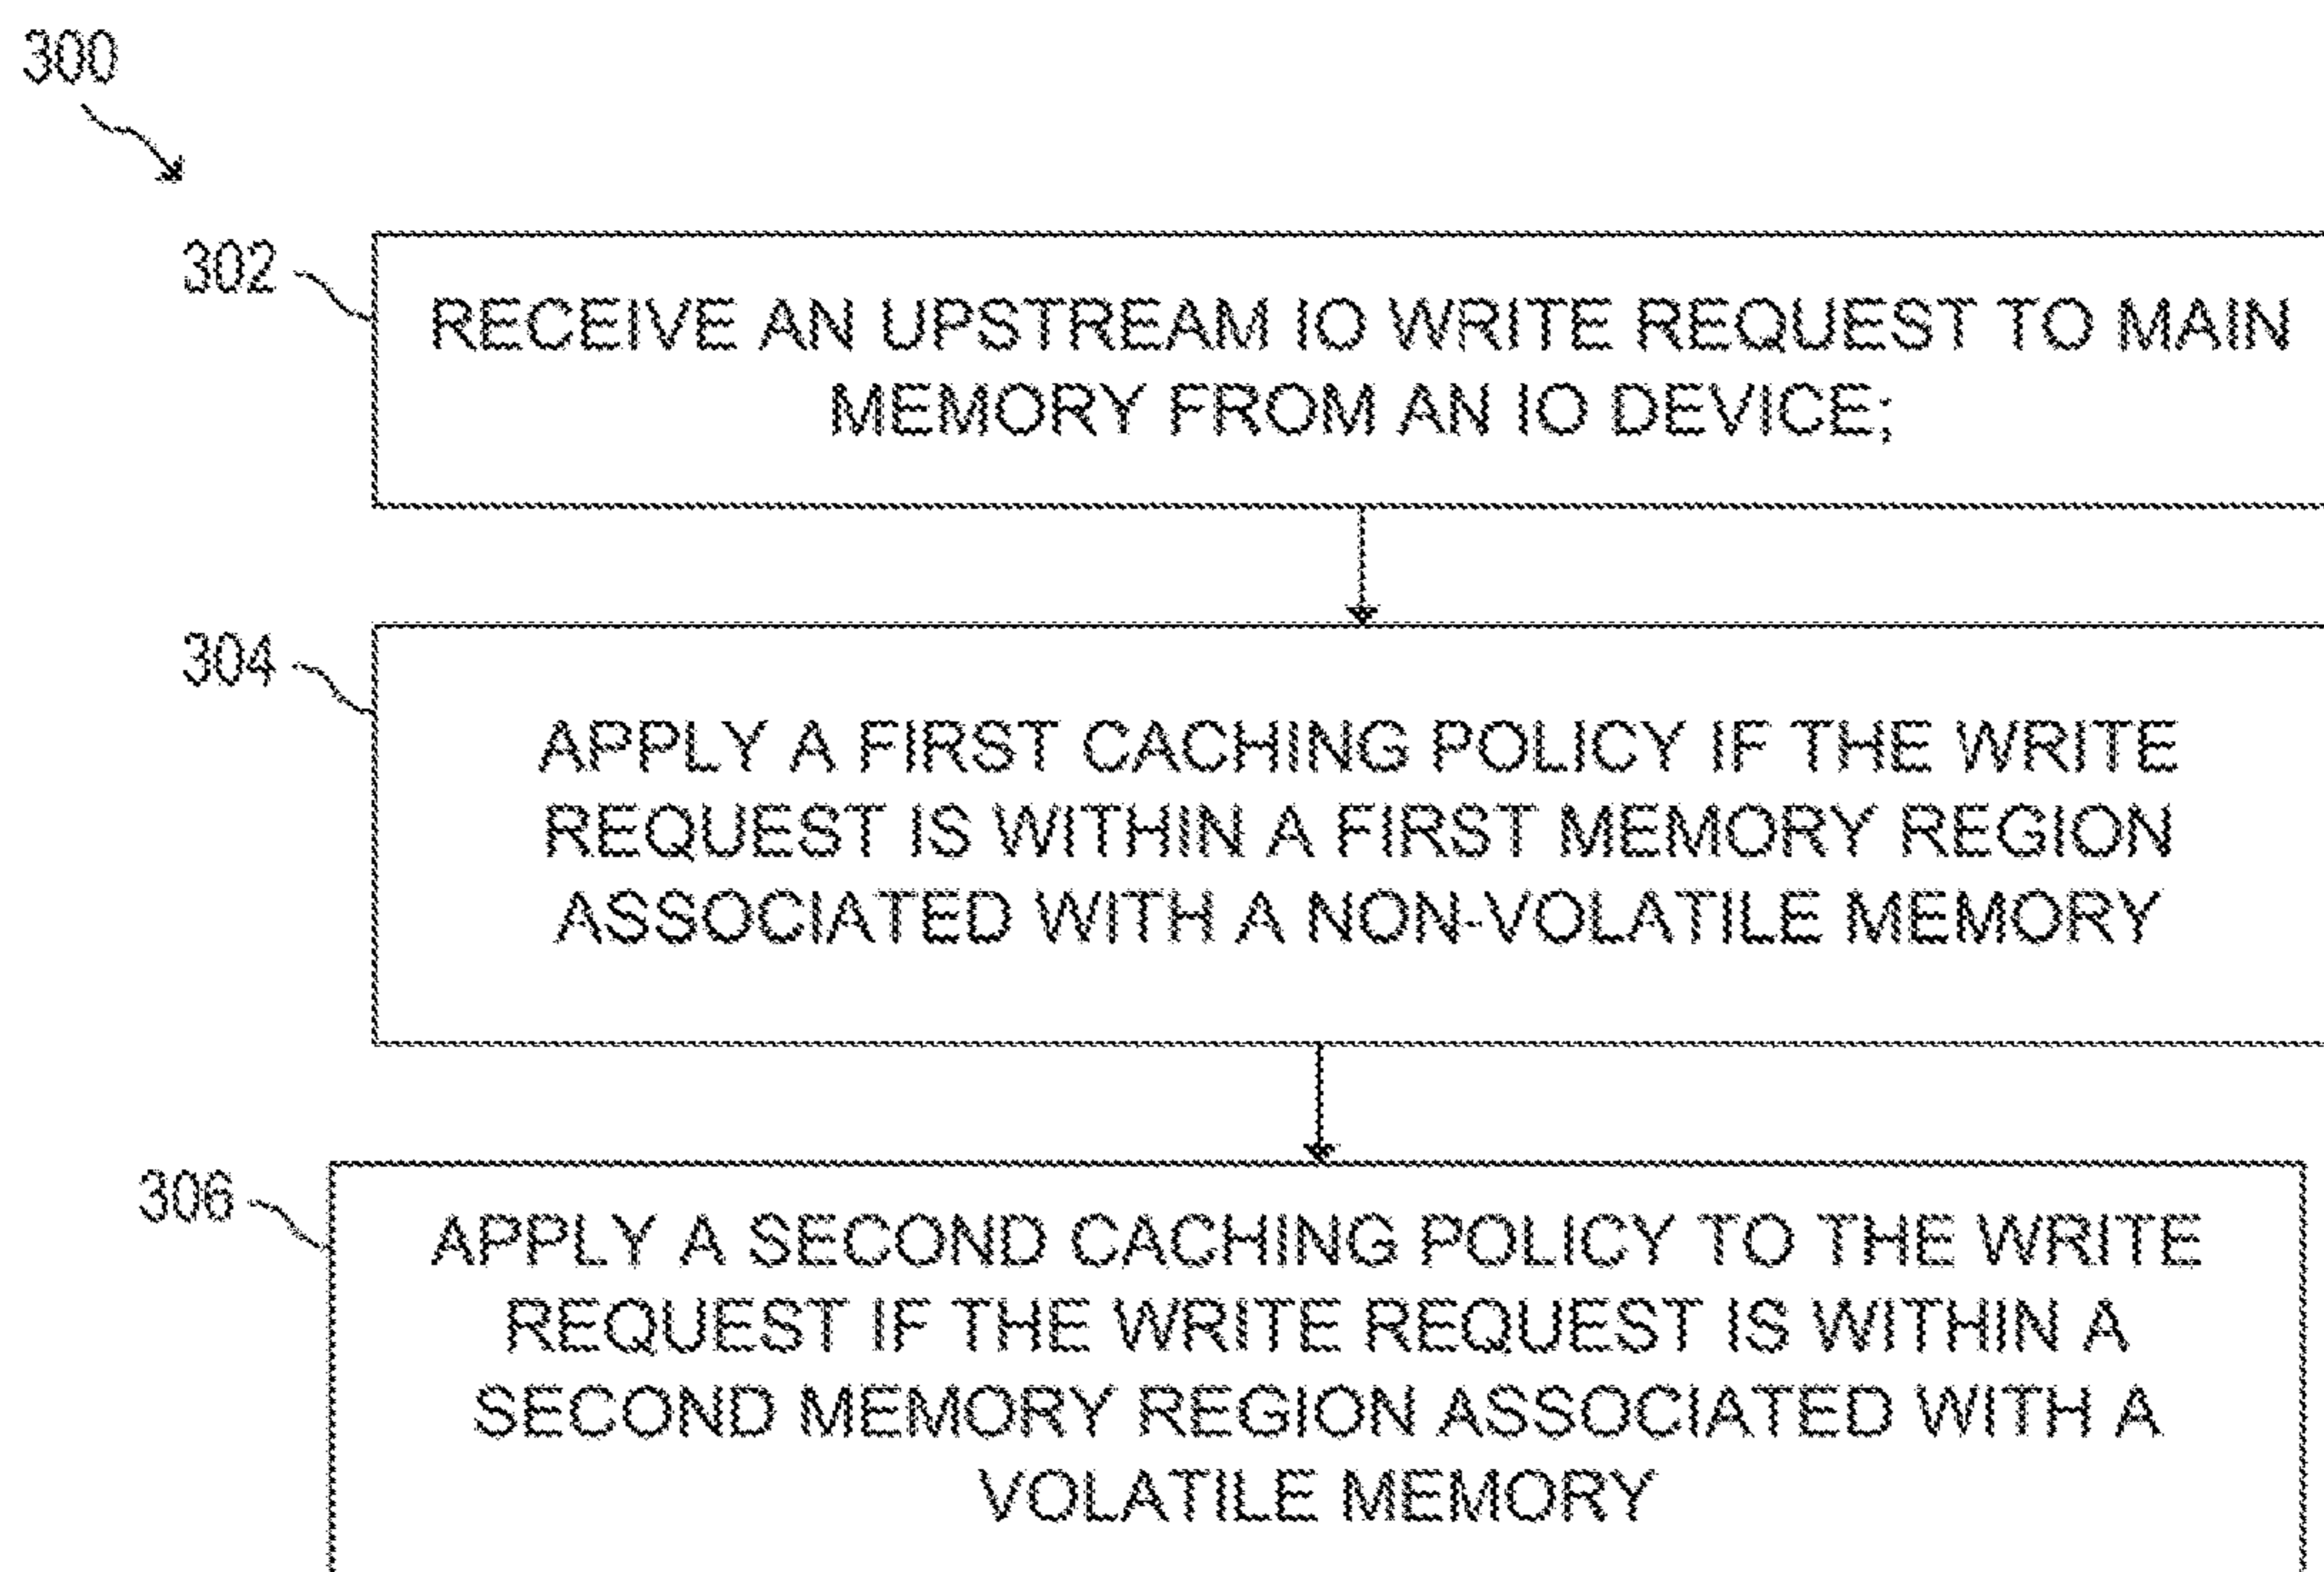 300
302
RECEIVE AN UPSTREAM IO WRITE REQUEST TO MAIN
MEMORY FROM AN IO DEVICE;
304
APPLY A FIRST CACHING POLICY IF THE WRITE
REQUEST IS WITHIN A FIRST MEMORY REGION
ASSOCIATED WITH A NON-VOLATILE MEMORY
306
APPLY A SECOND CACHING POLICY TO THE WRITE
REQUEST IF THE WRITE REQUEST IS WITHIN A
SECOND MEMORY REGION ASSOCIATED WITH A
VOLATILE MEMORY